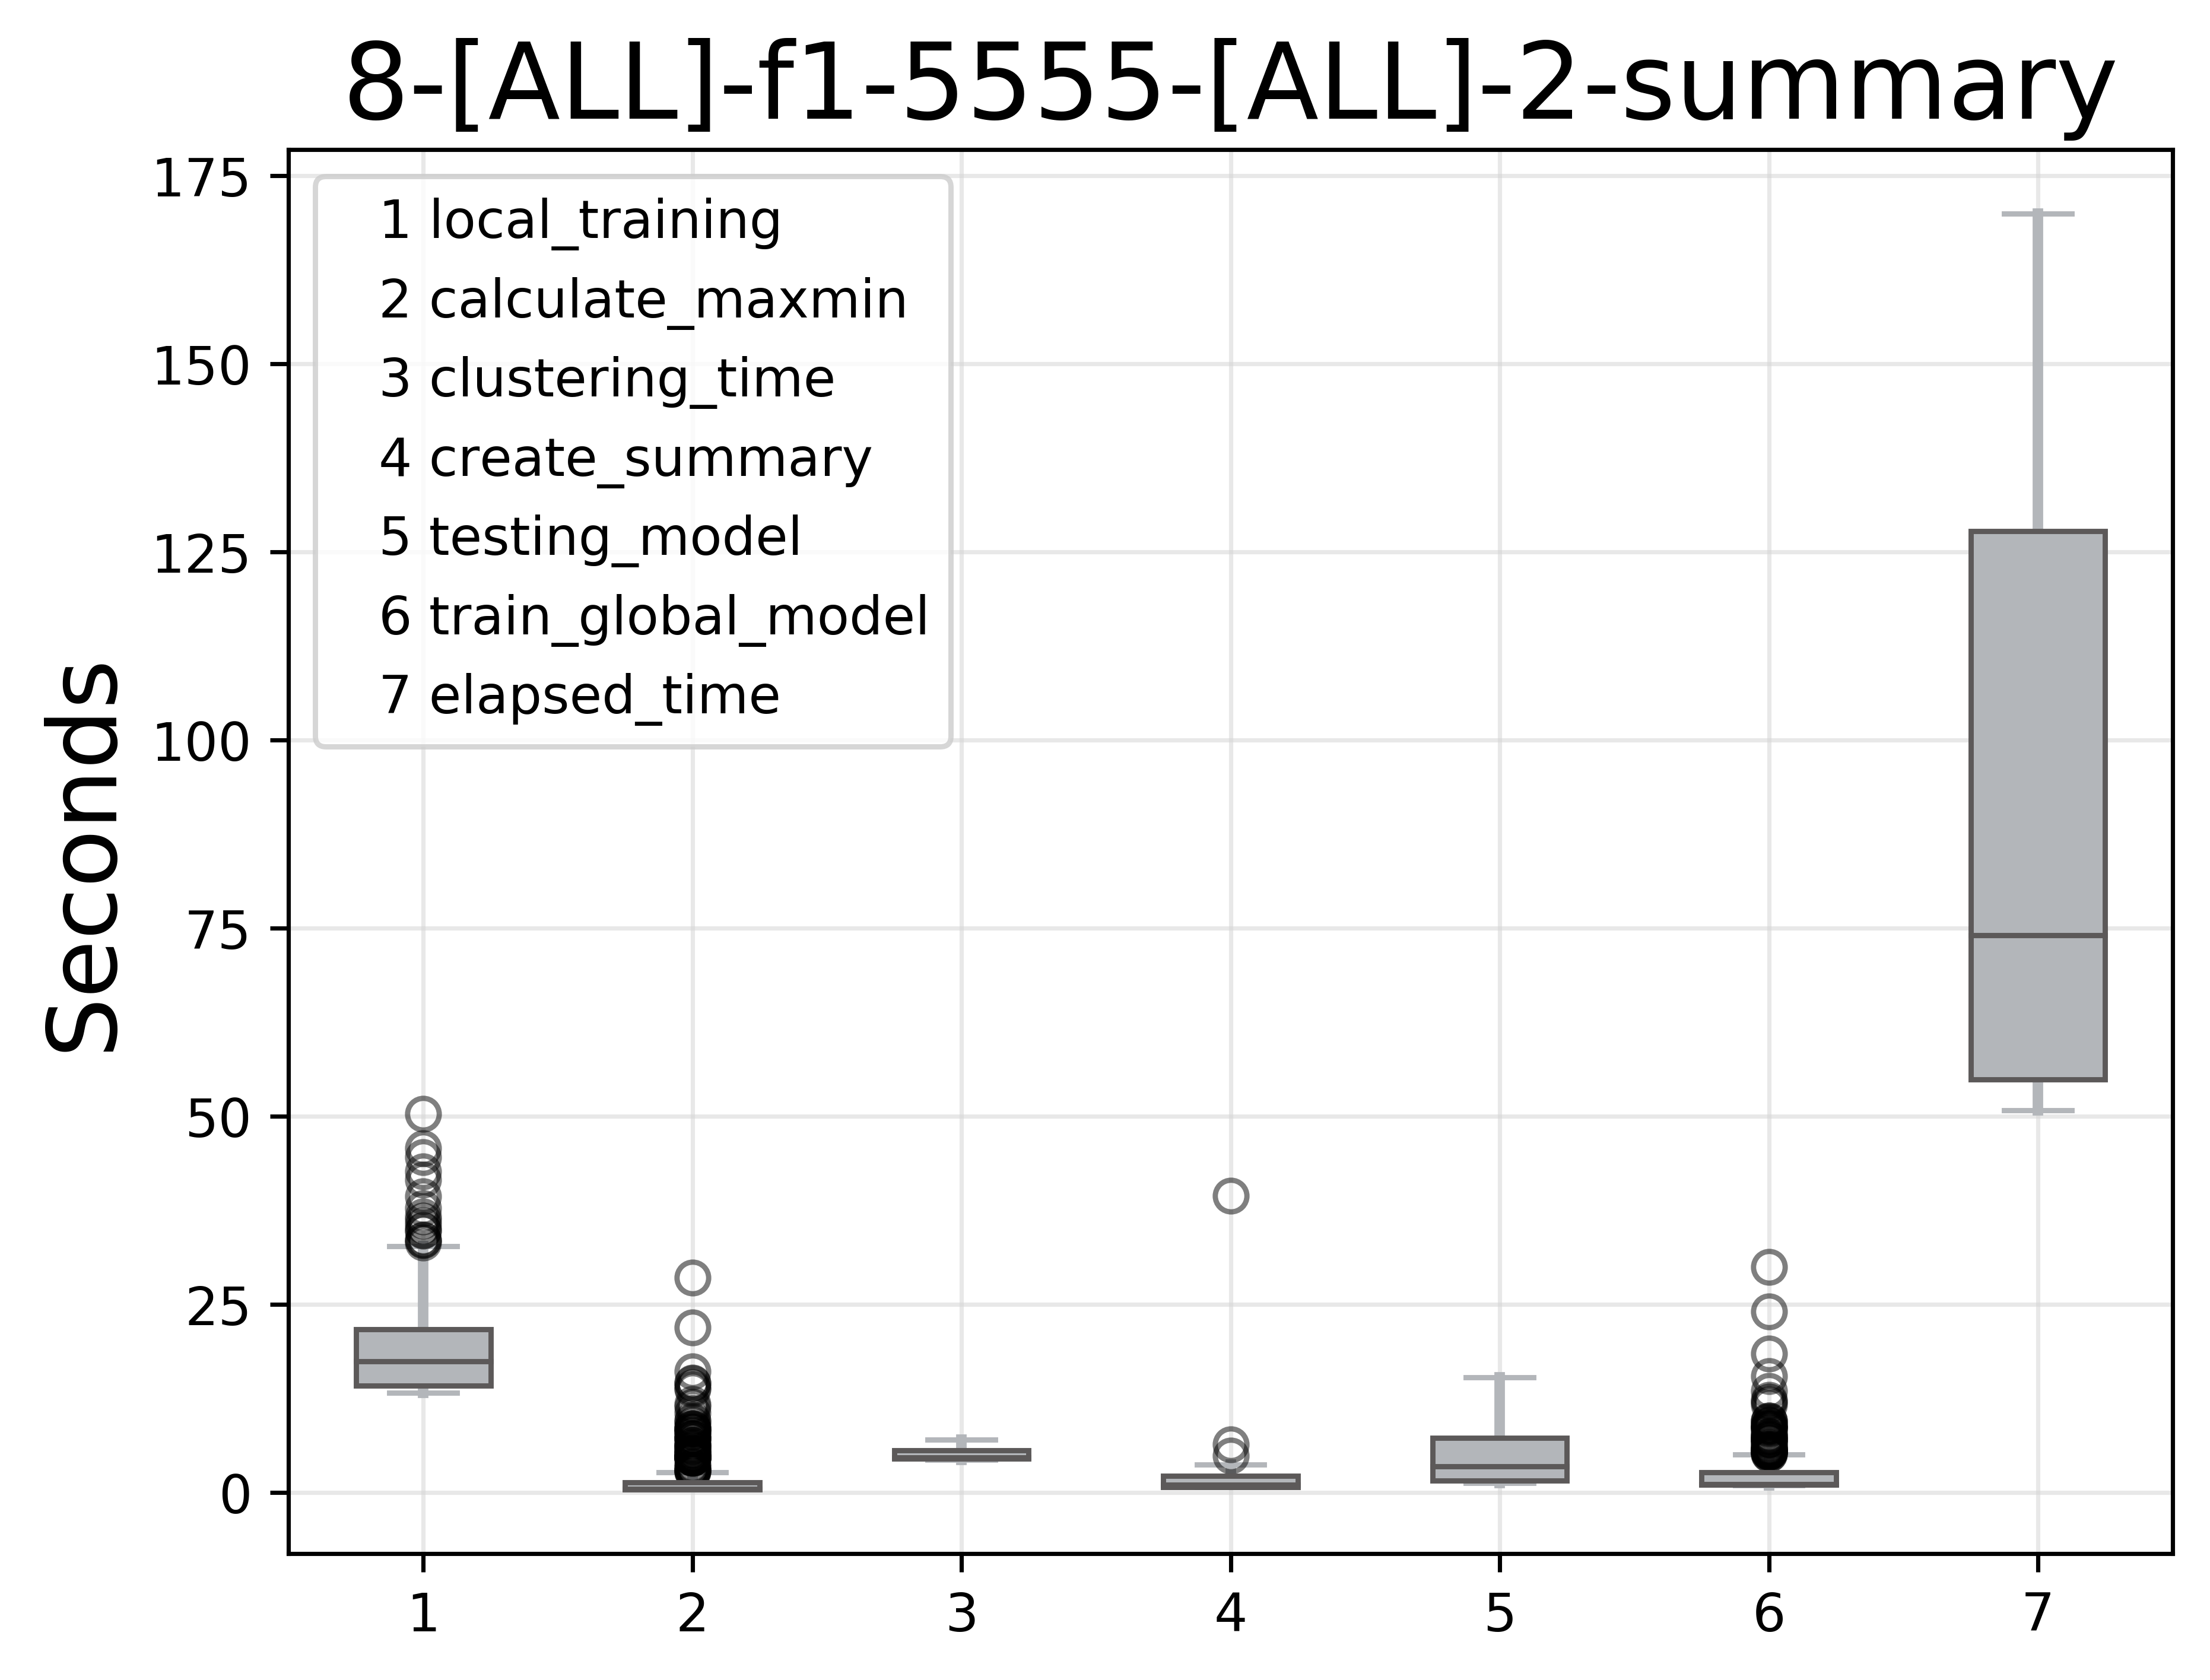 8-[ALL]-f1-5555-[ALL]-2-summary
Seconds
175
150
125
100
75
50
25
0
1 local_training
2 calculate_maxmin
3 clustering_time
4 create_summary
5 testing_model
6 train_global_model
7 elapsed_time
1 2 3 4 5 6 7